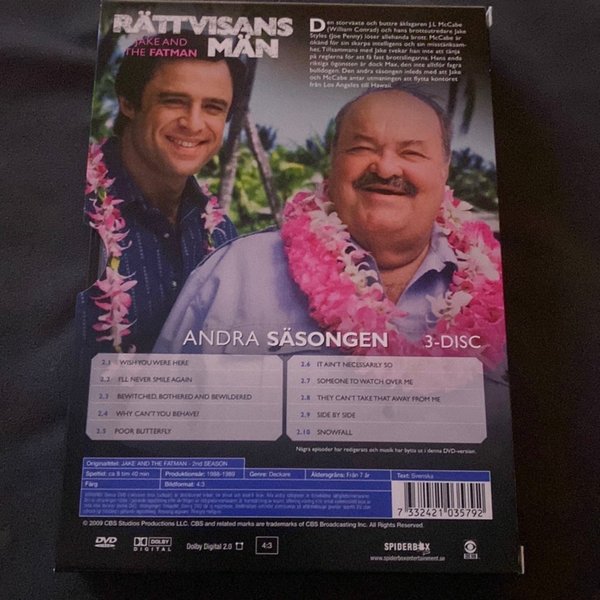 RÄTTVISANS
JAKE AND
THE FATMAN
MÄN
Den storväxte och buttre åklagaren J.L McCabe
(William Conrad) och hans brottsutredare Jake
Styles (Joe Penny) löser allehanda brott. McCabe är
ökänd för sin skarpa intelligens och sin misstänksam-
het. Tillsammans med Jake tvekar han inte att tänja
på reglerna för att få fast brottslingarna. Hans enda
riktiga ögonsten är dock Max, den inte alltför fagra
bulldogen. Den andra säsongen inleds med att Jake
och McCabe antar utmaningen att flytta kontoret
från Los Angeles till Hawaii.
ANDRA SÄSONGEN 3-DISC
2.1 WISH YOU WERE HERE
2.2 I'LL NEVER SMILE AGAIN
2.3 BEWITCHED, BOTHERED AND BEWILDERED
2.4 WHY CAN'T YOU BEHAVE?
2.5 POOR BUTTERFLY
2.6 IT AIN'T NECESSARILY SO
2.7 SOMEONE TO WATCH OVER ME
2.8 THEY CAN'T TAKE THAT AWAY FROM ME
2.9 SIDE BY SIDE
2.10 SNOWFALL
Några episoder har redigerats och musik har bytts ut i denna DVD-version.
Originaltitel: JAKE AND THE FATMAN - 2ND SEASON
Speltid: ca 8 tim 40 min Produktionsår: 1988-1989 Genre: Deckare Åldersgräns: Från 7 år Text: Svenska
Färg Bildformat: 4:3
© 2009 CBS Studios Productions LLC. CBS and related marks are trademarks of CBS Broadcasting Inc. All Rights Reserved.
7 332421 035792
DVD DOLBY DIGITAL Dolby Digital 2.0 4:3 SPIDERBOX
www.spiderboxentertainment.se